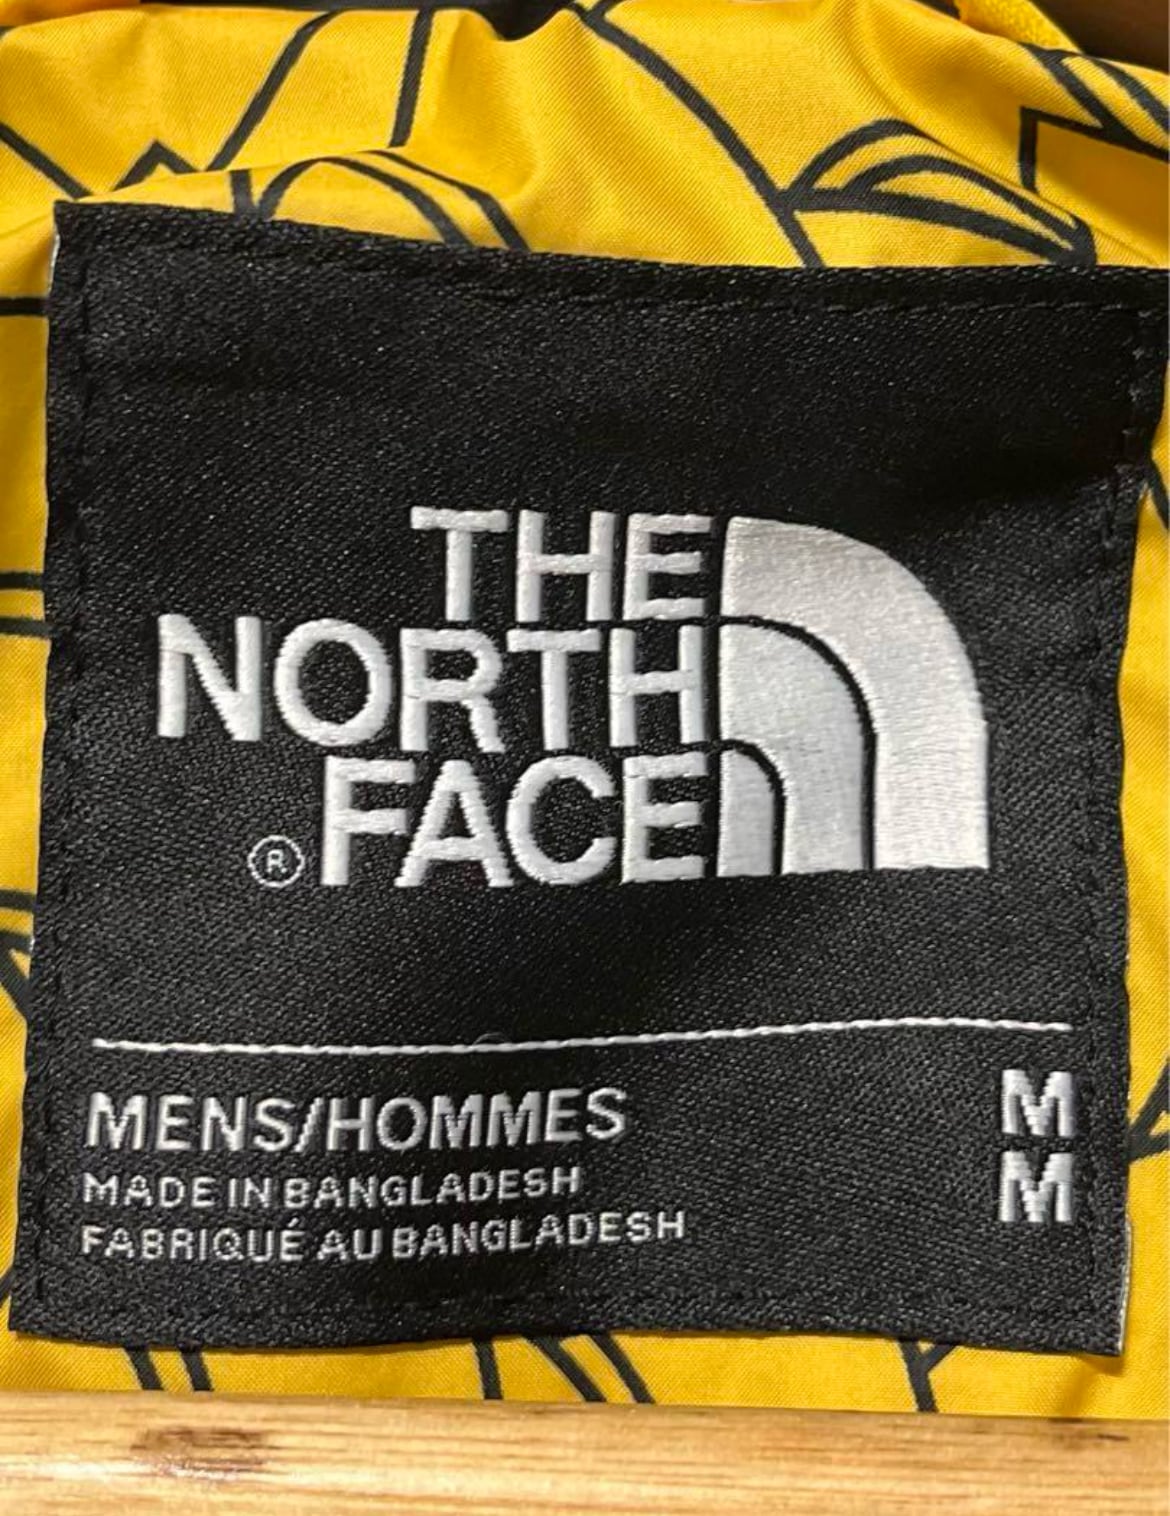 THE
NORTH
FACE
®
MENS/HOMMES M
MADE IN BANGLADESH M
FABRIQUÉ AU BANGLADESH